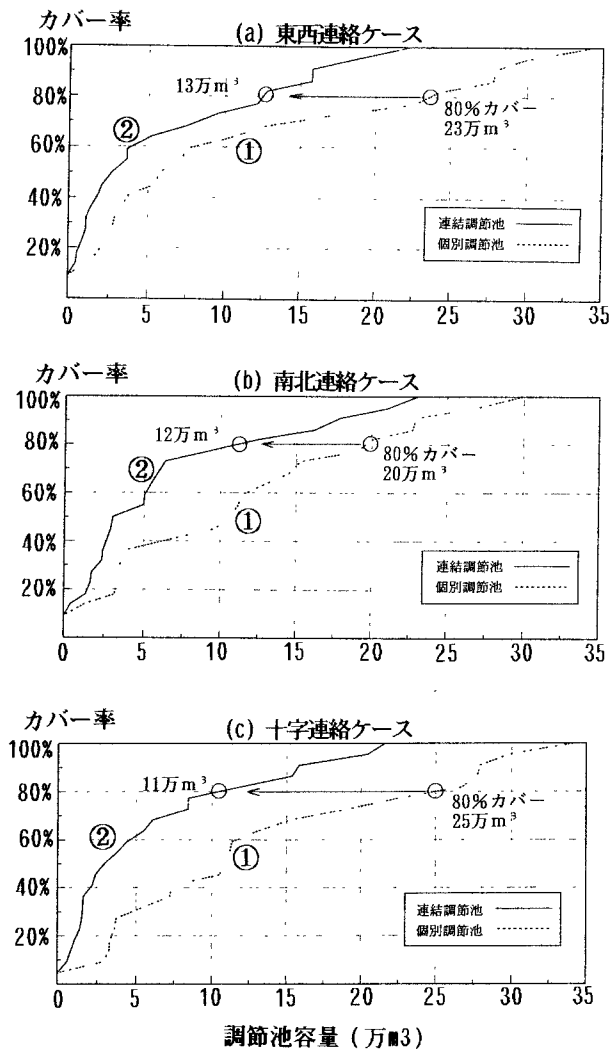 カバー率
(a) 東西連絡ケース
100%
80%
60%
40%
20%
13万m³
80%カバー
23万m³
②
①
連結調節池
個別調節池
0 5 10 15 20 25 30 35
カバー率
(b) 南北連絡ケース
100%
80%
60%
40%
20%
12万m³
80%カバー
20万m³
②
①
連結調節池
個別調節池
0 5 10 15 20 25 30 35
カバー率
(c) 十字連絡ケース
100%
80%
60%
40%
20%
11万m³
80%カバー
25万m³
②
①
連結調節池
個別調節池
0 5 10 15 20 25 30 35
調節池容量 (万m3)